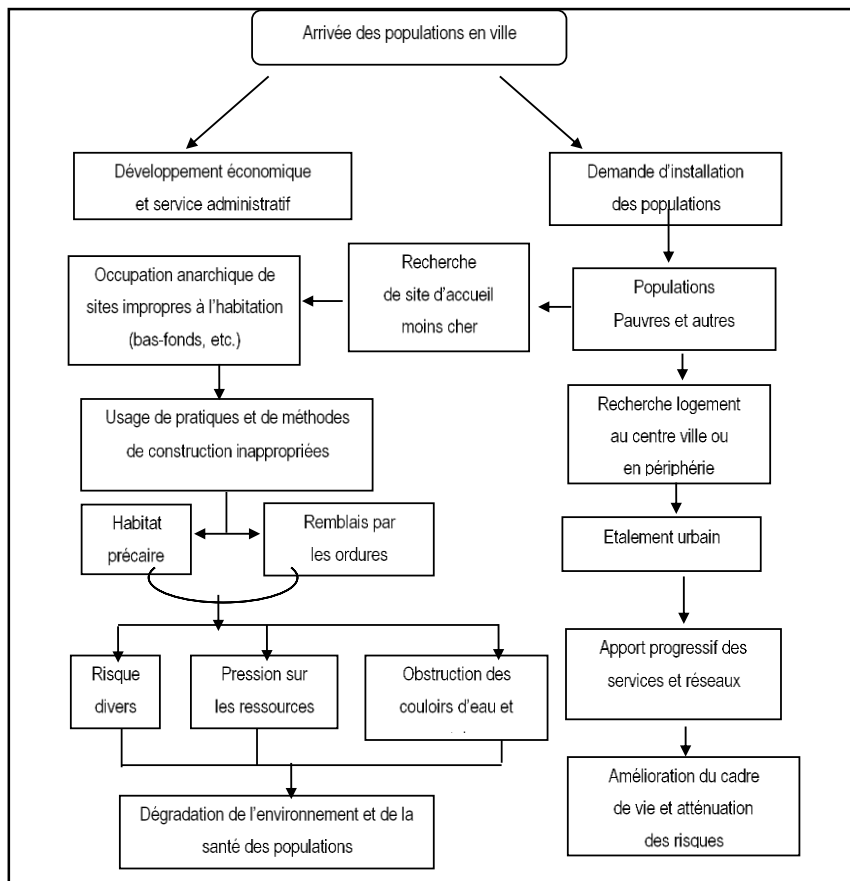 Arrivée des populations en ville
Développement économique
et service administratif
Demande d'installation
des populations
Occupation anarchique de
sites impropres à l'habitation
(bas-fonds, etc.)
Recherche
de site d'accueil
moins cher
Populations
Pauvres et autres
Usage de pratiques et de méthodes
de construction inappropriées
Recherche logement
au centre ville ou
en périphérie
Habitat
précaire
Remblais par
les ordures
Etalement urbain
Risque
divers
Pression sur
les ressources
Obstruction des
couloirs d'eau et
Apport progressif des
services et réseaux
Dégradation de l'environnement et de la
santé des populations
Amélioration du cadre
de vie et atténuation
des risques